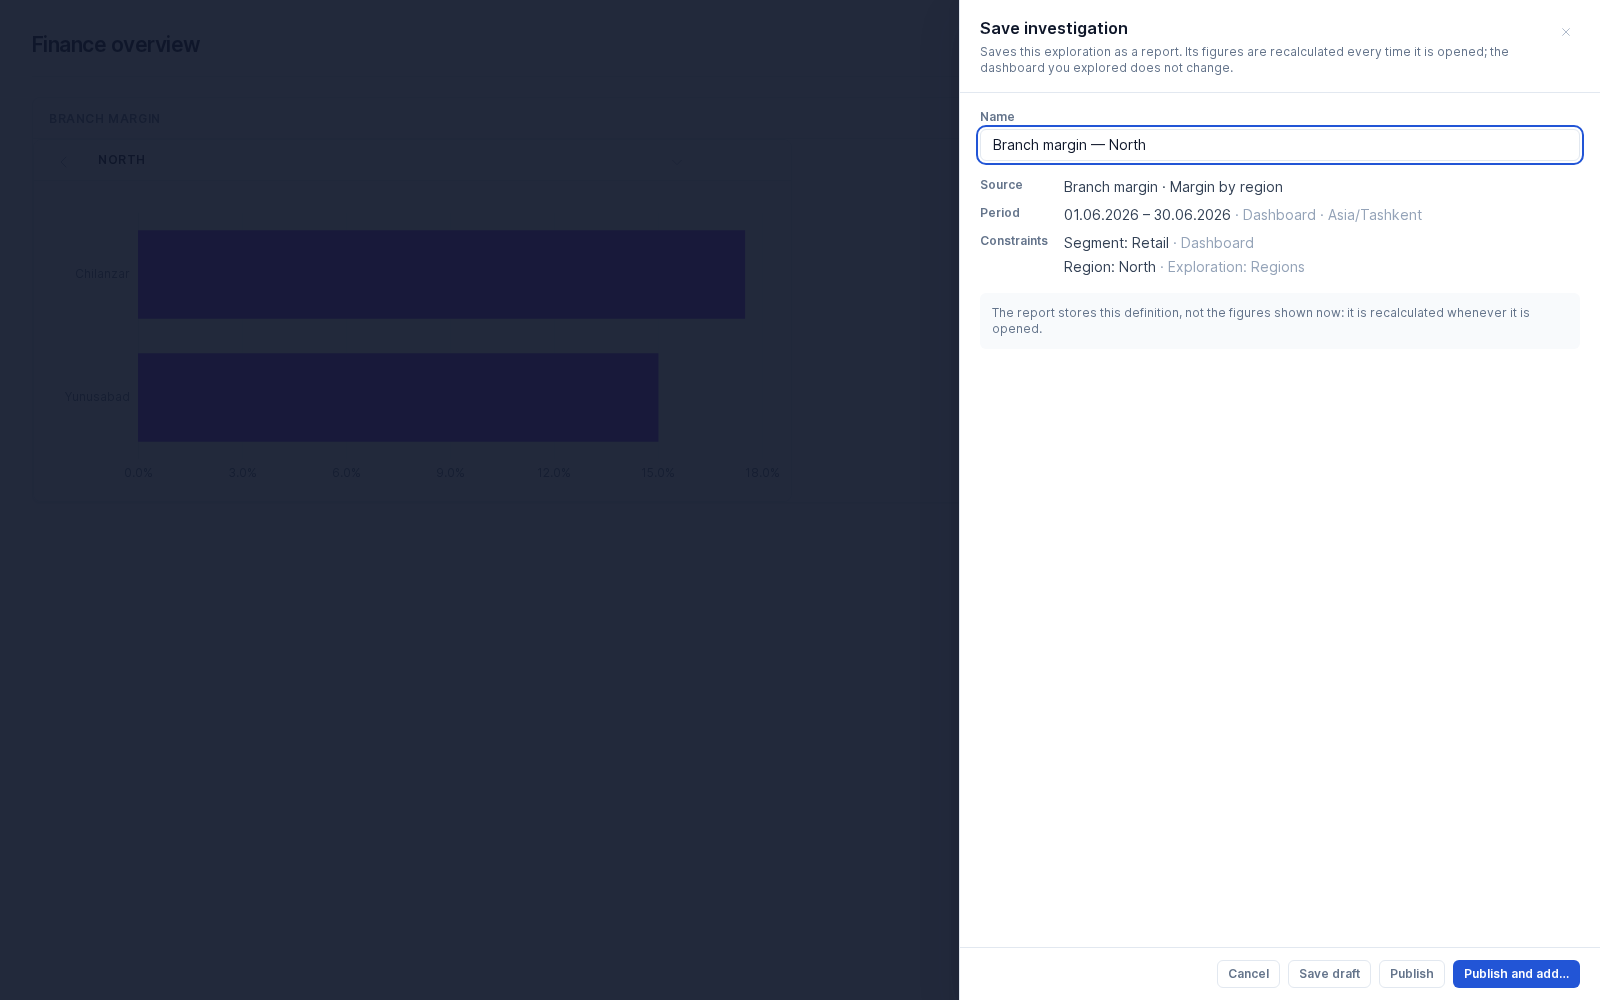 Finance overview
BRANCH MARGIN
NORTH
Chilanzar
Yunusabad
0.0% 3.0% 6.0% 9.0% 12.0% 15.0% 18.0%
Save investigation
Saves this exploration as a report. Its figures are recalculated every time it is opened; the
dashboard you explored does not change.
Name
Branch margin — North
Source Branch margin · Margin by region
Period 01.06.2026 – 30.06.2026 · Dashboard · Asia/Tashkent
Constraints Segment: Retail · Dashboard
Region: North · Exploration: Regions
The report stores this definition, not the figures shown now: it is recalculated whenever it is
opened.
Cancel Save draft Publish Publish and add...